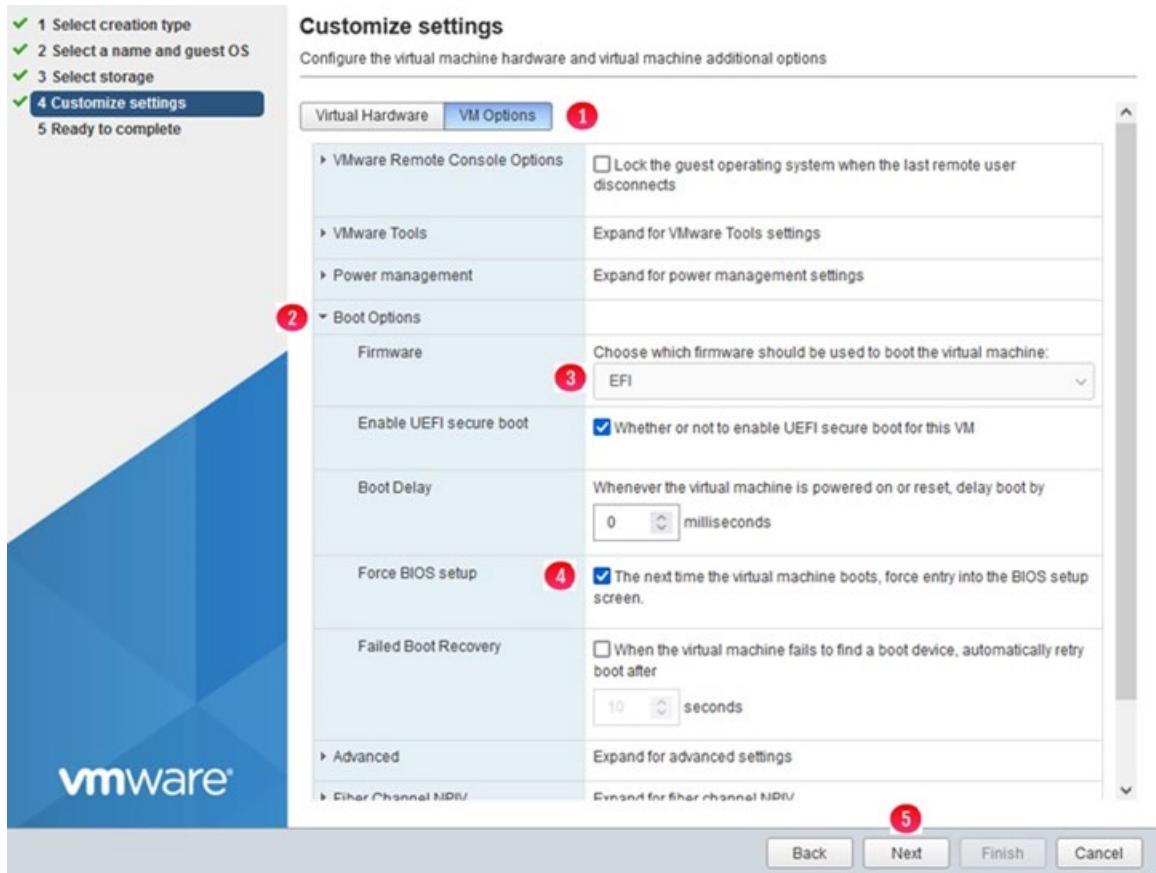 1 Select creation type
2 Select a name and guest OS
3 Select storage
4 Customize settings
5 Ready to complete
Customize settings
Configure the virtual machine hardware and virtual machine additional options
Virtual Hardware VM Options 1
VMware Remote Console Options
Lock the guest operating system when the last remote user
disconnects
VMware Tools Expand for VMware Tools settings
Power management Expand for power management settings
2 Boot Options
Firmware Choose which firmware should be used to boot the virtual machine:
3 EFI
Enable UEFI secure boot Whether or not to enable UEFI secure boot for this VM
Boot Delay Whenever the virtual machine is powered on or reset, delay boot by
0 milliseconds
Force BIOS setup 4 The next time the virtual machine boots, force entry into the BIOS setup
screen.
Failed Boot Recovery When the virtual machine fails to find a boot device, automatically retry
boot after
10 seconds
Advanced Expand for advanced settings
Fiber Channel NPIV Expand for fiber channel NPIV
vmware®
5
Back Next Finish Cancel